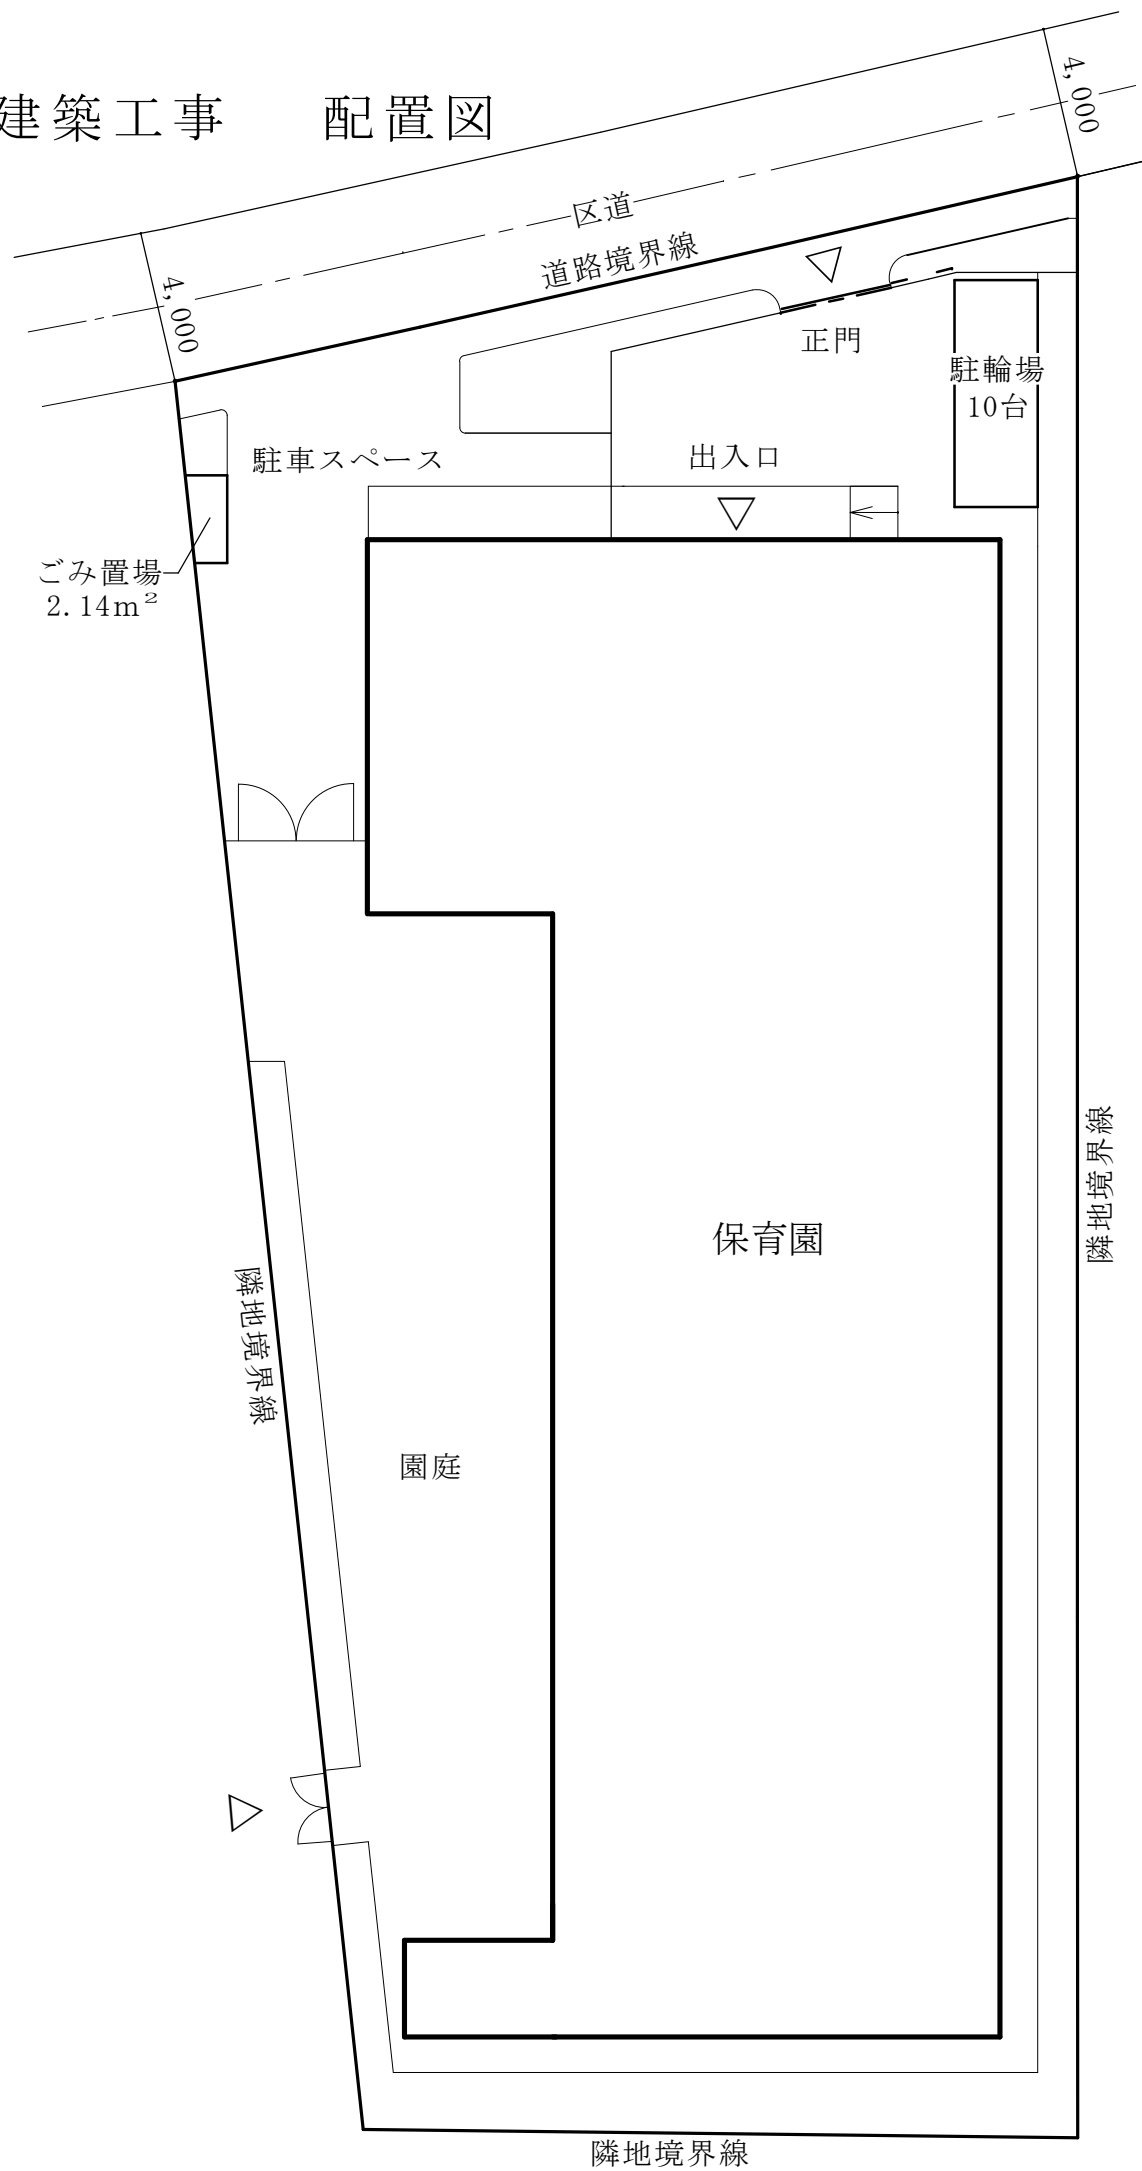 建築工事　配置図
4,000
区道
道路境界線
4,000
正門
駐輪場
10台
駐車スペース
出入口
ごみ置場
2.14m²
隣地境界線
保育園
隣地境界線
園庭
隣地境界線